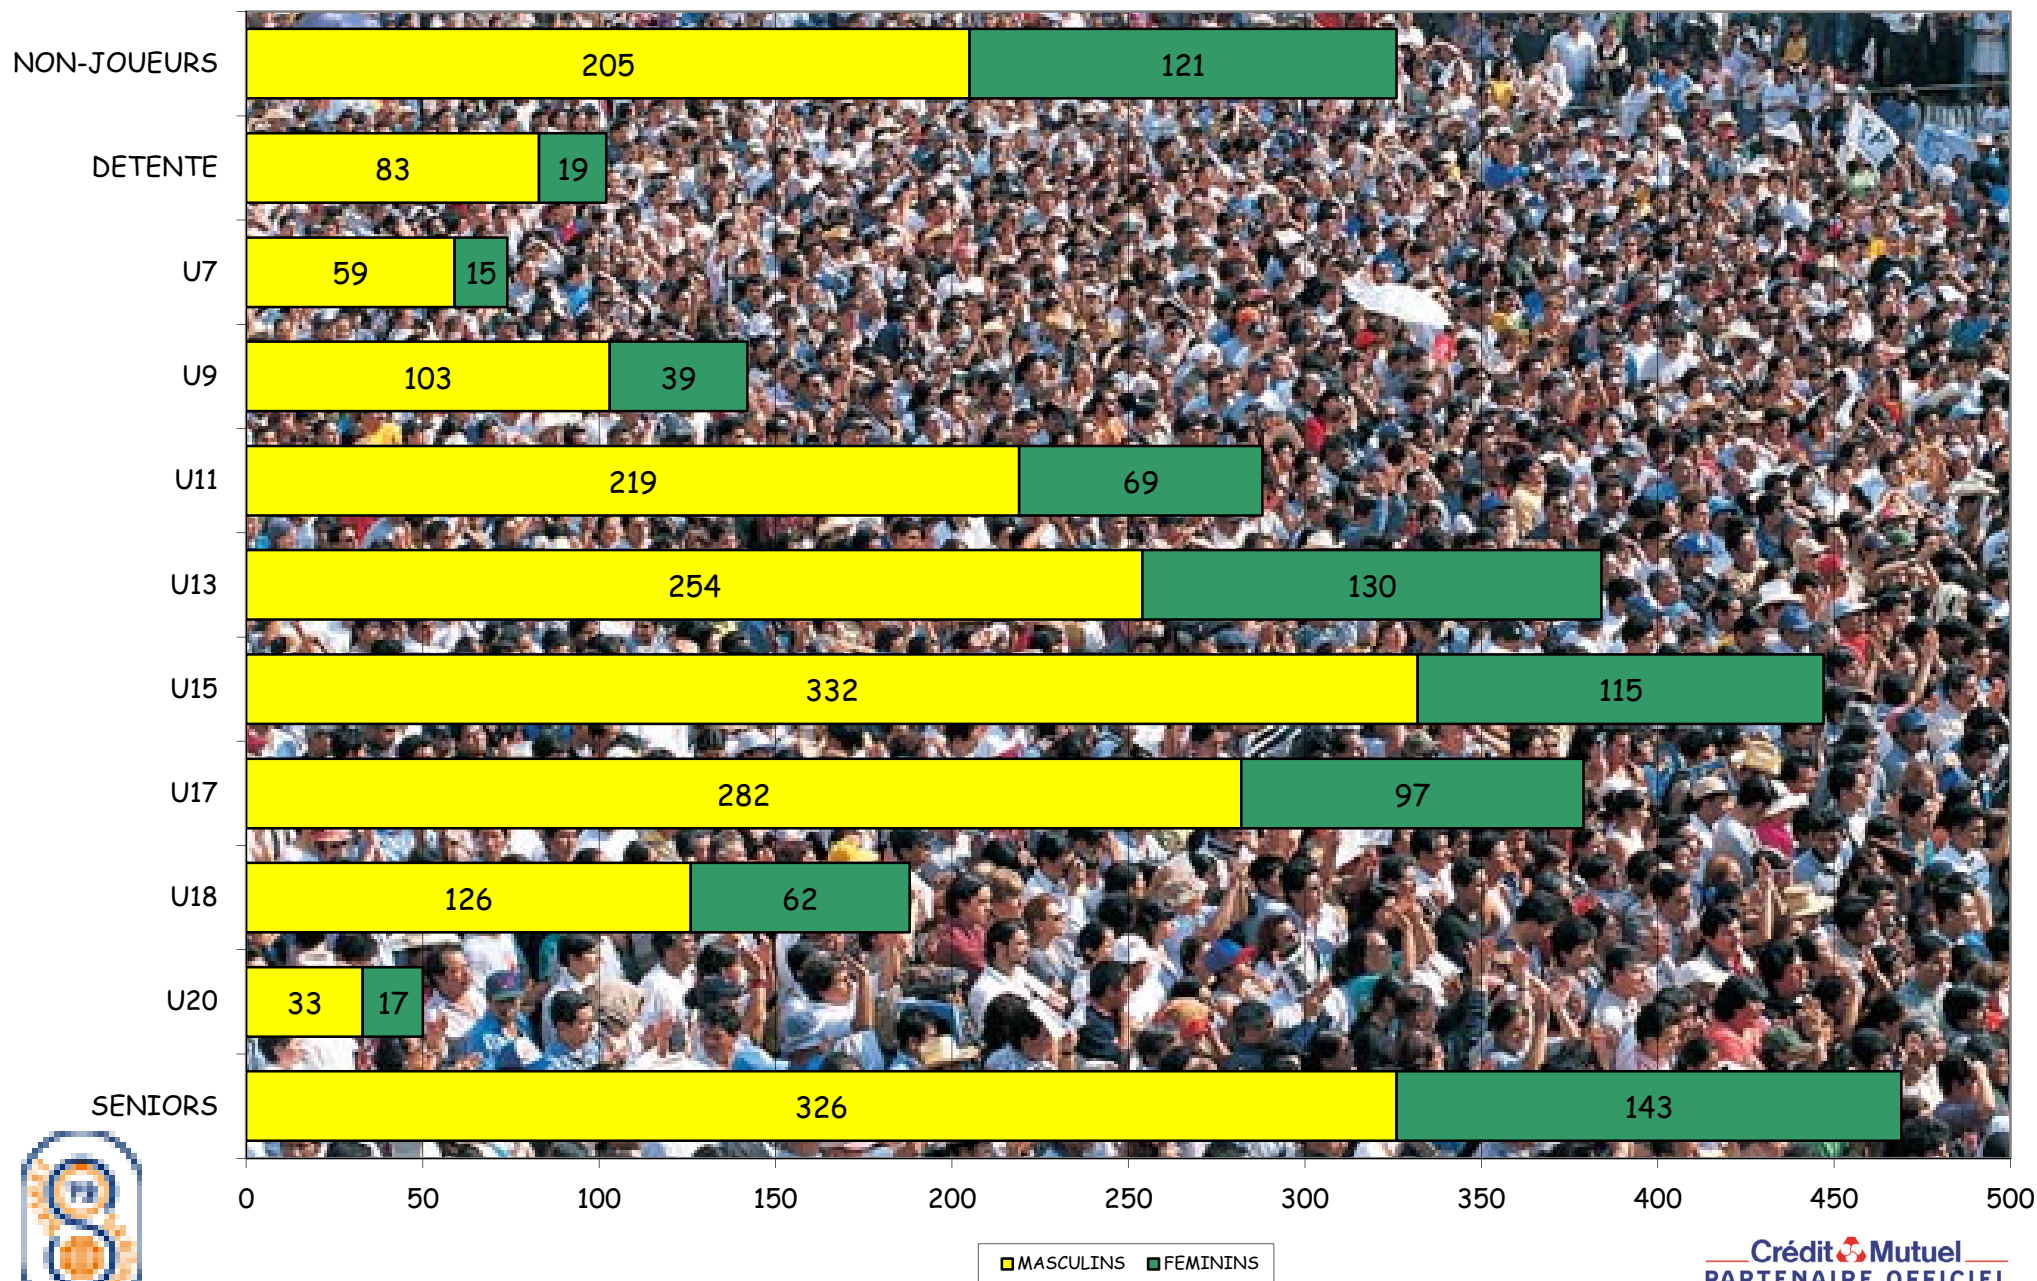 NON-JOUEURS 205 121
DETENTE 83 19
U7 59 15
U9 103 39
U11 219 69
U13 254 130
U15 332 115
U17 282 97
U18 126 62
U20 33 17
SENIORS 326 143
0 50 100 150 200 250 300 350 400 450 500
MASCULINS FEMININS
Crédit Mutuel
PARTENAIRE OFFICIEL